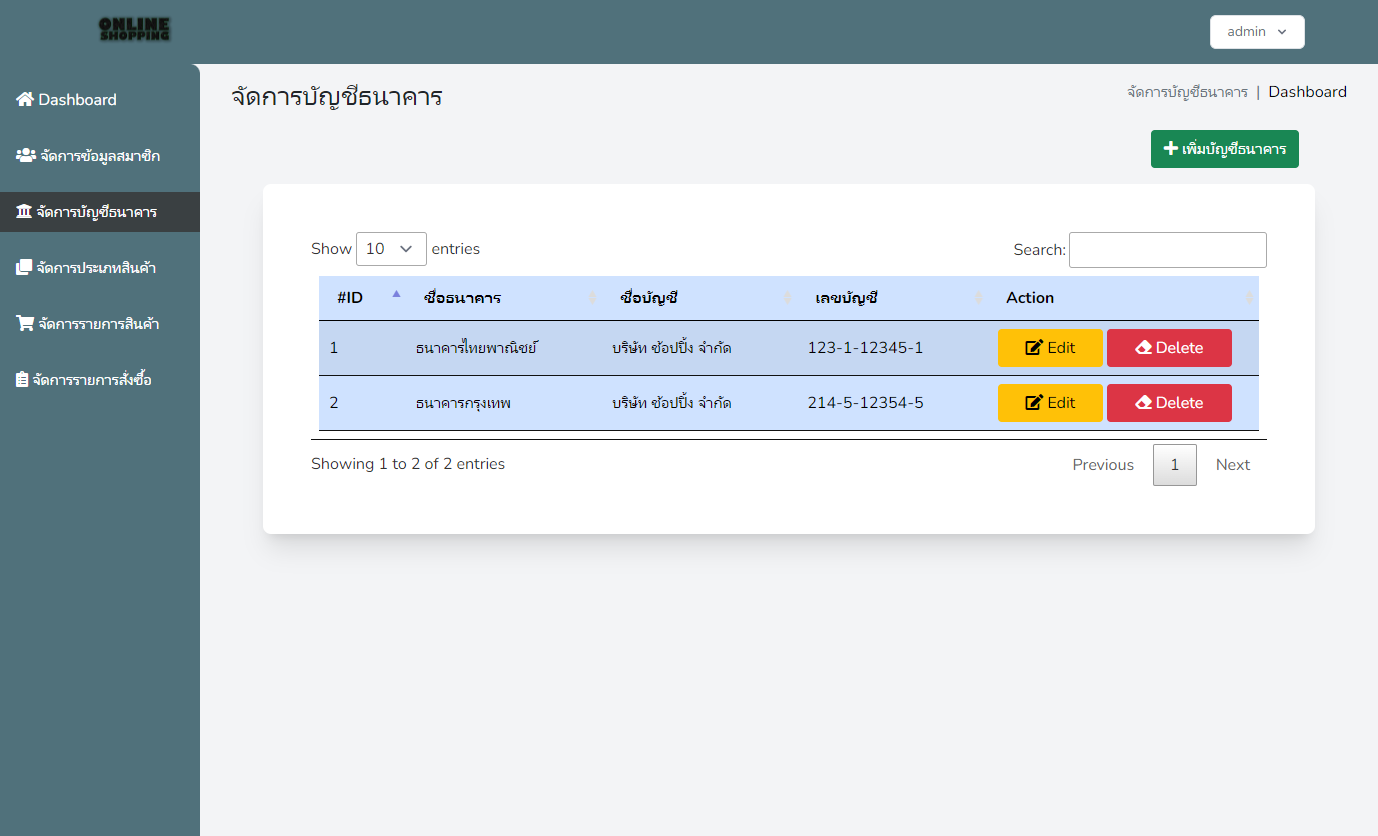 ONLINE
SHOPPING
admin
Dashboard
จัดการข้อมูลสมาชิก
จัดการบัญชีธนาคาร
จัดการประเภทสินค้า
จัดการรายการสินค้า
จัดการรายการสั่งซื้อ
จัดการบัญชีธนาคาร
จัดการบัญชีธนาคาร | Dashboard
เพิ่มบัญชีธนาคาร
Show 10 entries
Search:
#ID ชื่อธนาคาร ชื่อบัญชี เลขบัญชี Action
1 ธนาคารไทยพาณิชย์ บริษัท ช้อปปิ้ง จำกัด 123-1-12345-1 Edit Delete
2 ธนาคารกรุงเทพ บริษัท ช้อปปิ้ง จำกัด 214-5-12354-5 Edit Delete
Showing 1 to 2 of 2 entries
Previous 1 Next